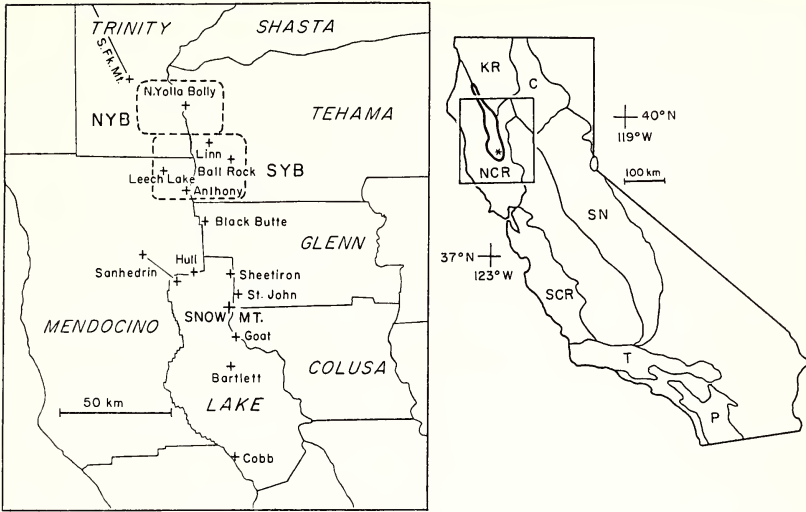 TRINITY
SHASTA
S.Fk.Mt.
N.Yolla Bolly
NYB
TEHAMA
Linn
Ball Rock
SYB
Leech Lake
Anthony
Black Butte
GLENN
Hull
Sanhedrin
Sheetiron
St. John
SNOW MT.
MENDOCINO
Goat
COLUSA
Bartlett
50 km
LAKE
Cobb
KR
C
40°N
119°W
*
NCR
100 km
SN
37°N
123°W
SCR
T
P